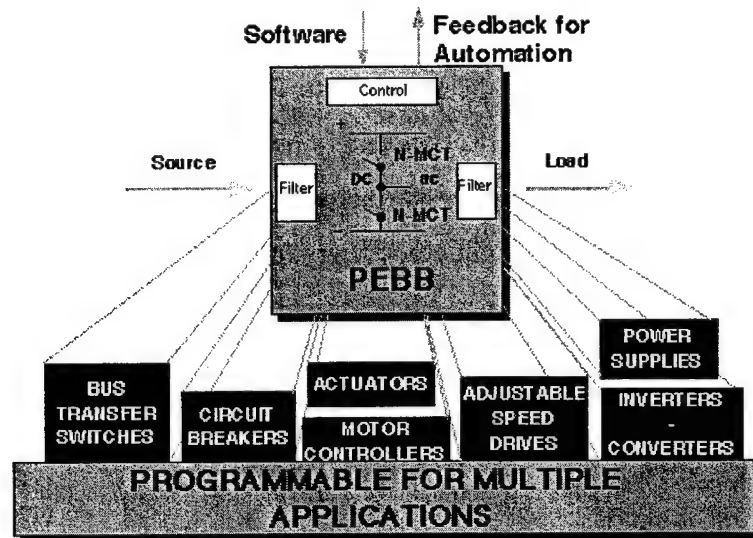 Software
Feedback for
Automation
Control
+
Source
N-MCT
Load
Filter
DC
ac
Filter
N-MCT
PEBB
POWER
SUPPLIES
BUS
TRANSFER
SWITCHES
CIRCUIT
BREAKERS
ACTUATORS
MOTOR
CONTROLLERS
ADJUSTABLE
SPEED
DRIVES
INVERTERS
-
CONVERTERS
PROGRAMMABLE FOR MULTIPLE
APPLICATIONS